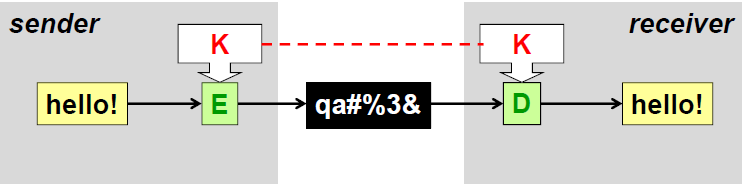 sender
receiver
K
K
hello!
E
qa#%3&
D
hello!